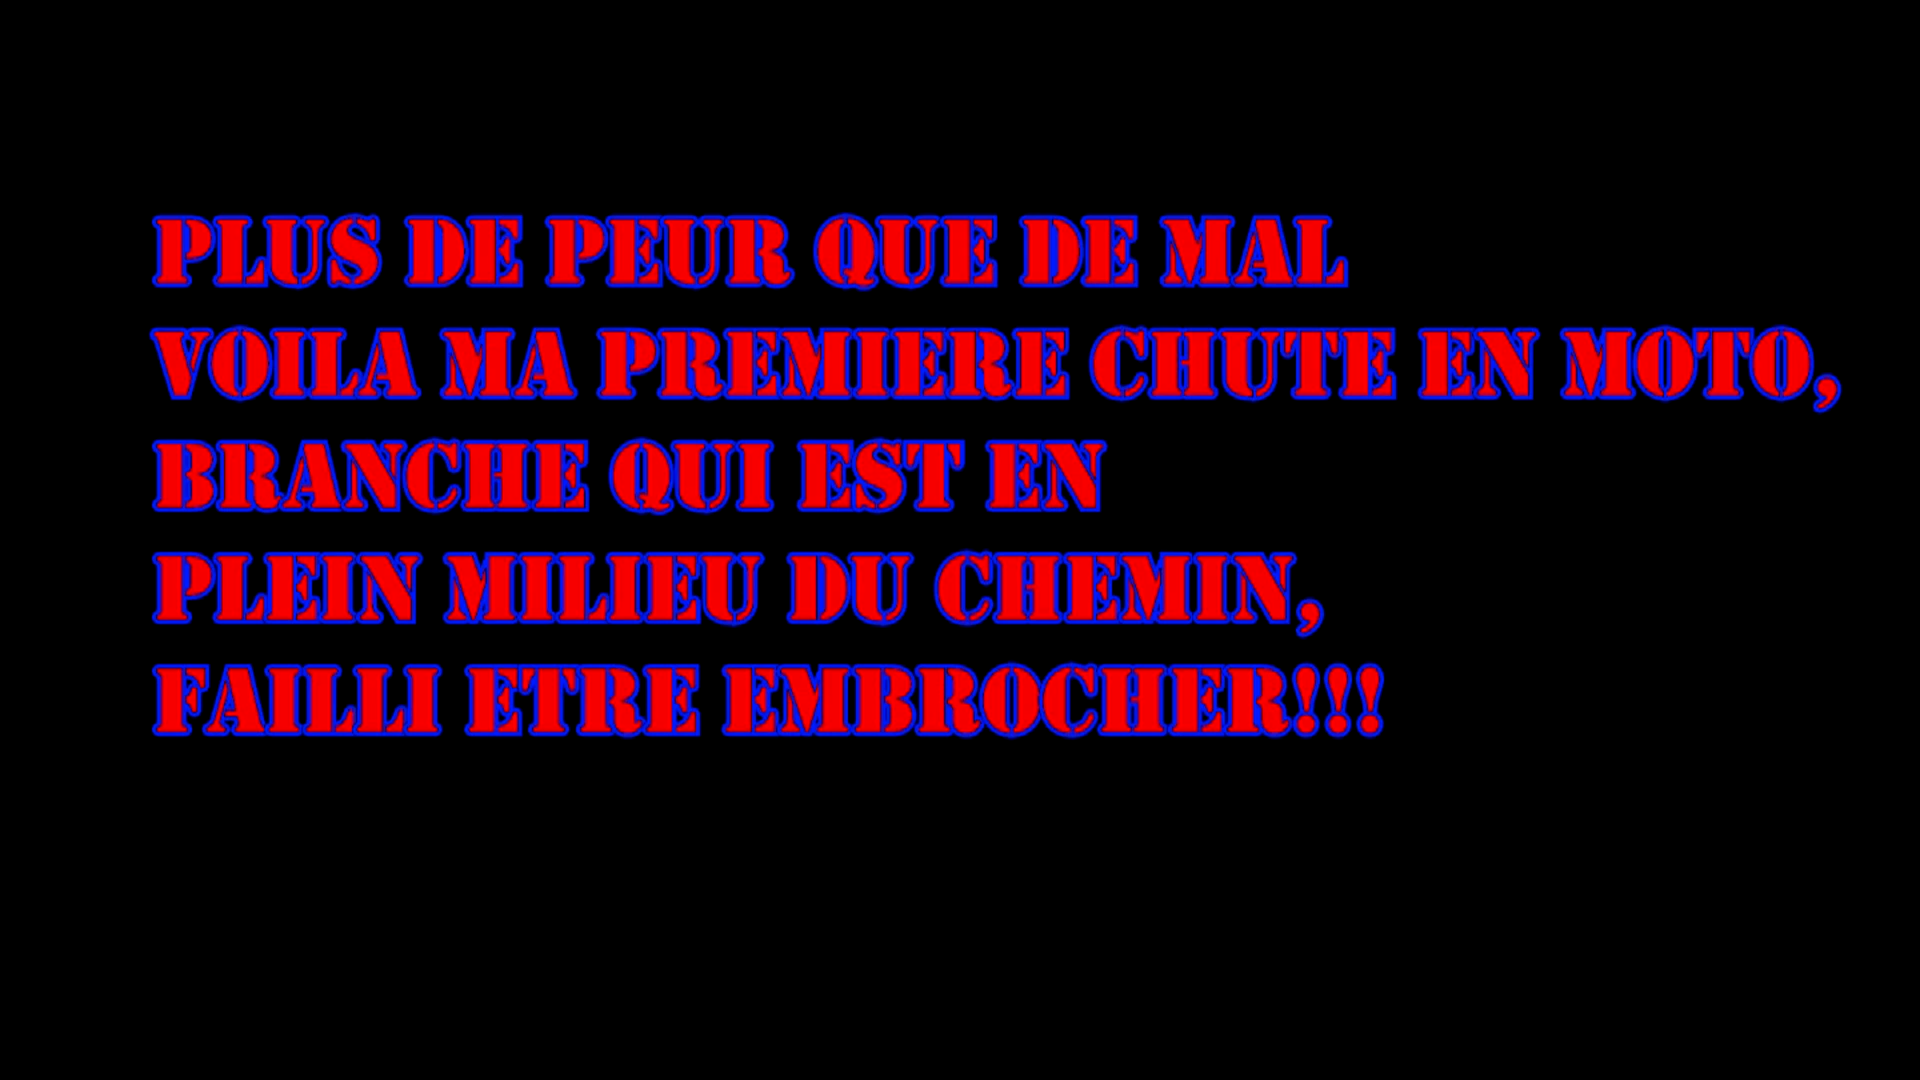 PLUS DE PEUR QUE DE MAL
VOILA MA PREMIERE CHUTE EN MOTO,
BRANCHE QUI EST EN
PLEIN MILIEU DU CHEMIN,
FAILLI ETRE EMBROCHER!!!